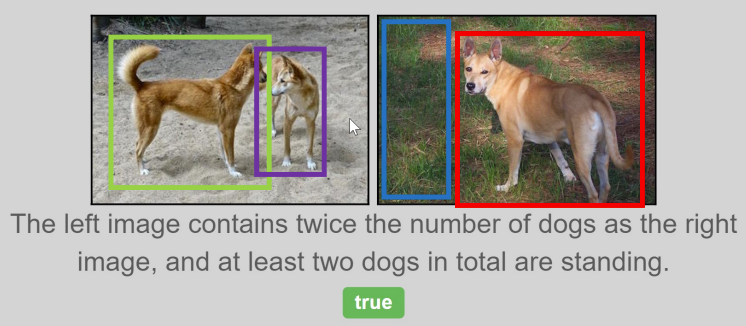 The left image contains twice the number of dogs as the right
image, and at least two dogs in total are standing.
true